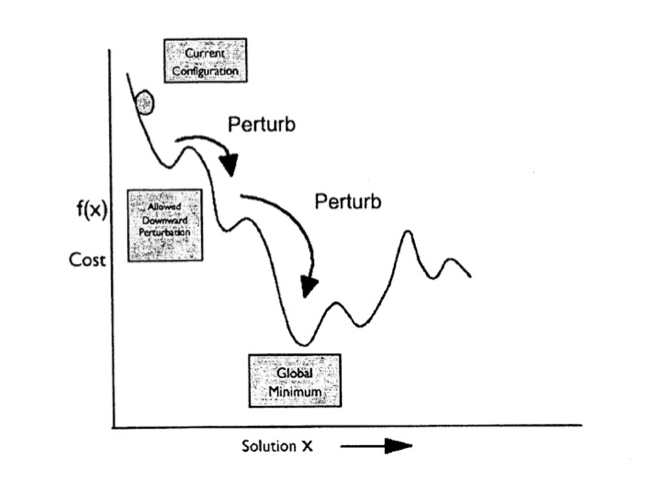 Current
Configuration
Perturb
Perturb
Allowed
Downward
Perturbation
f(x)
Cost
Global
Minimum
Solution X